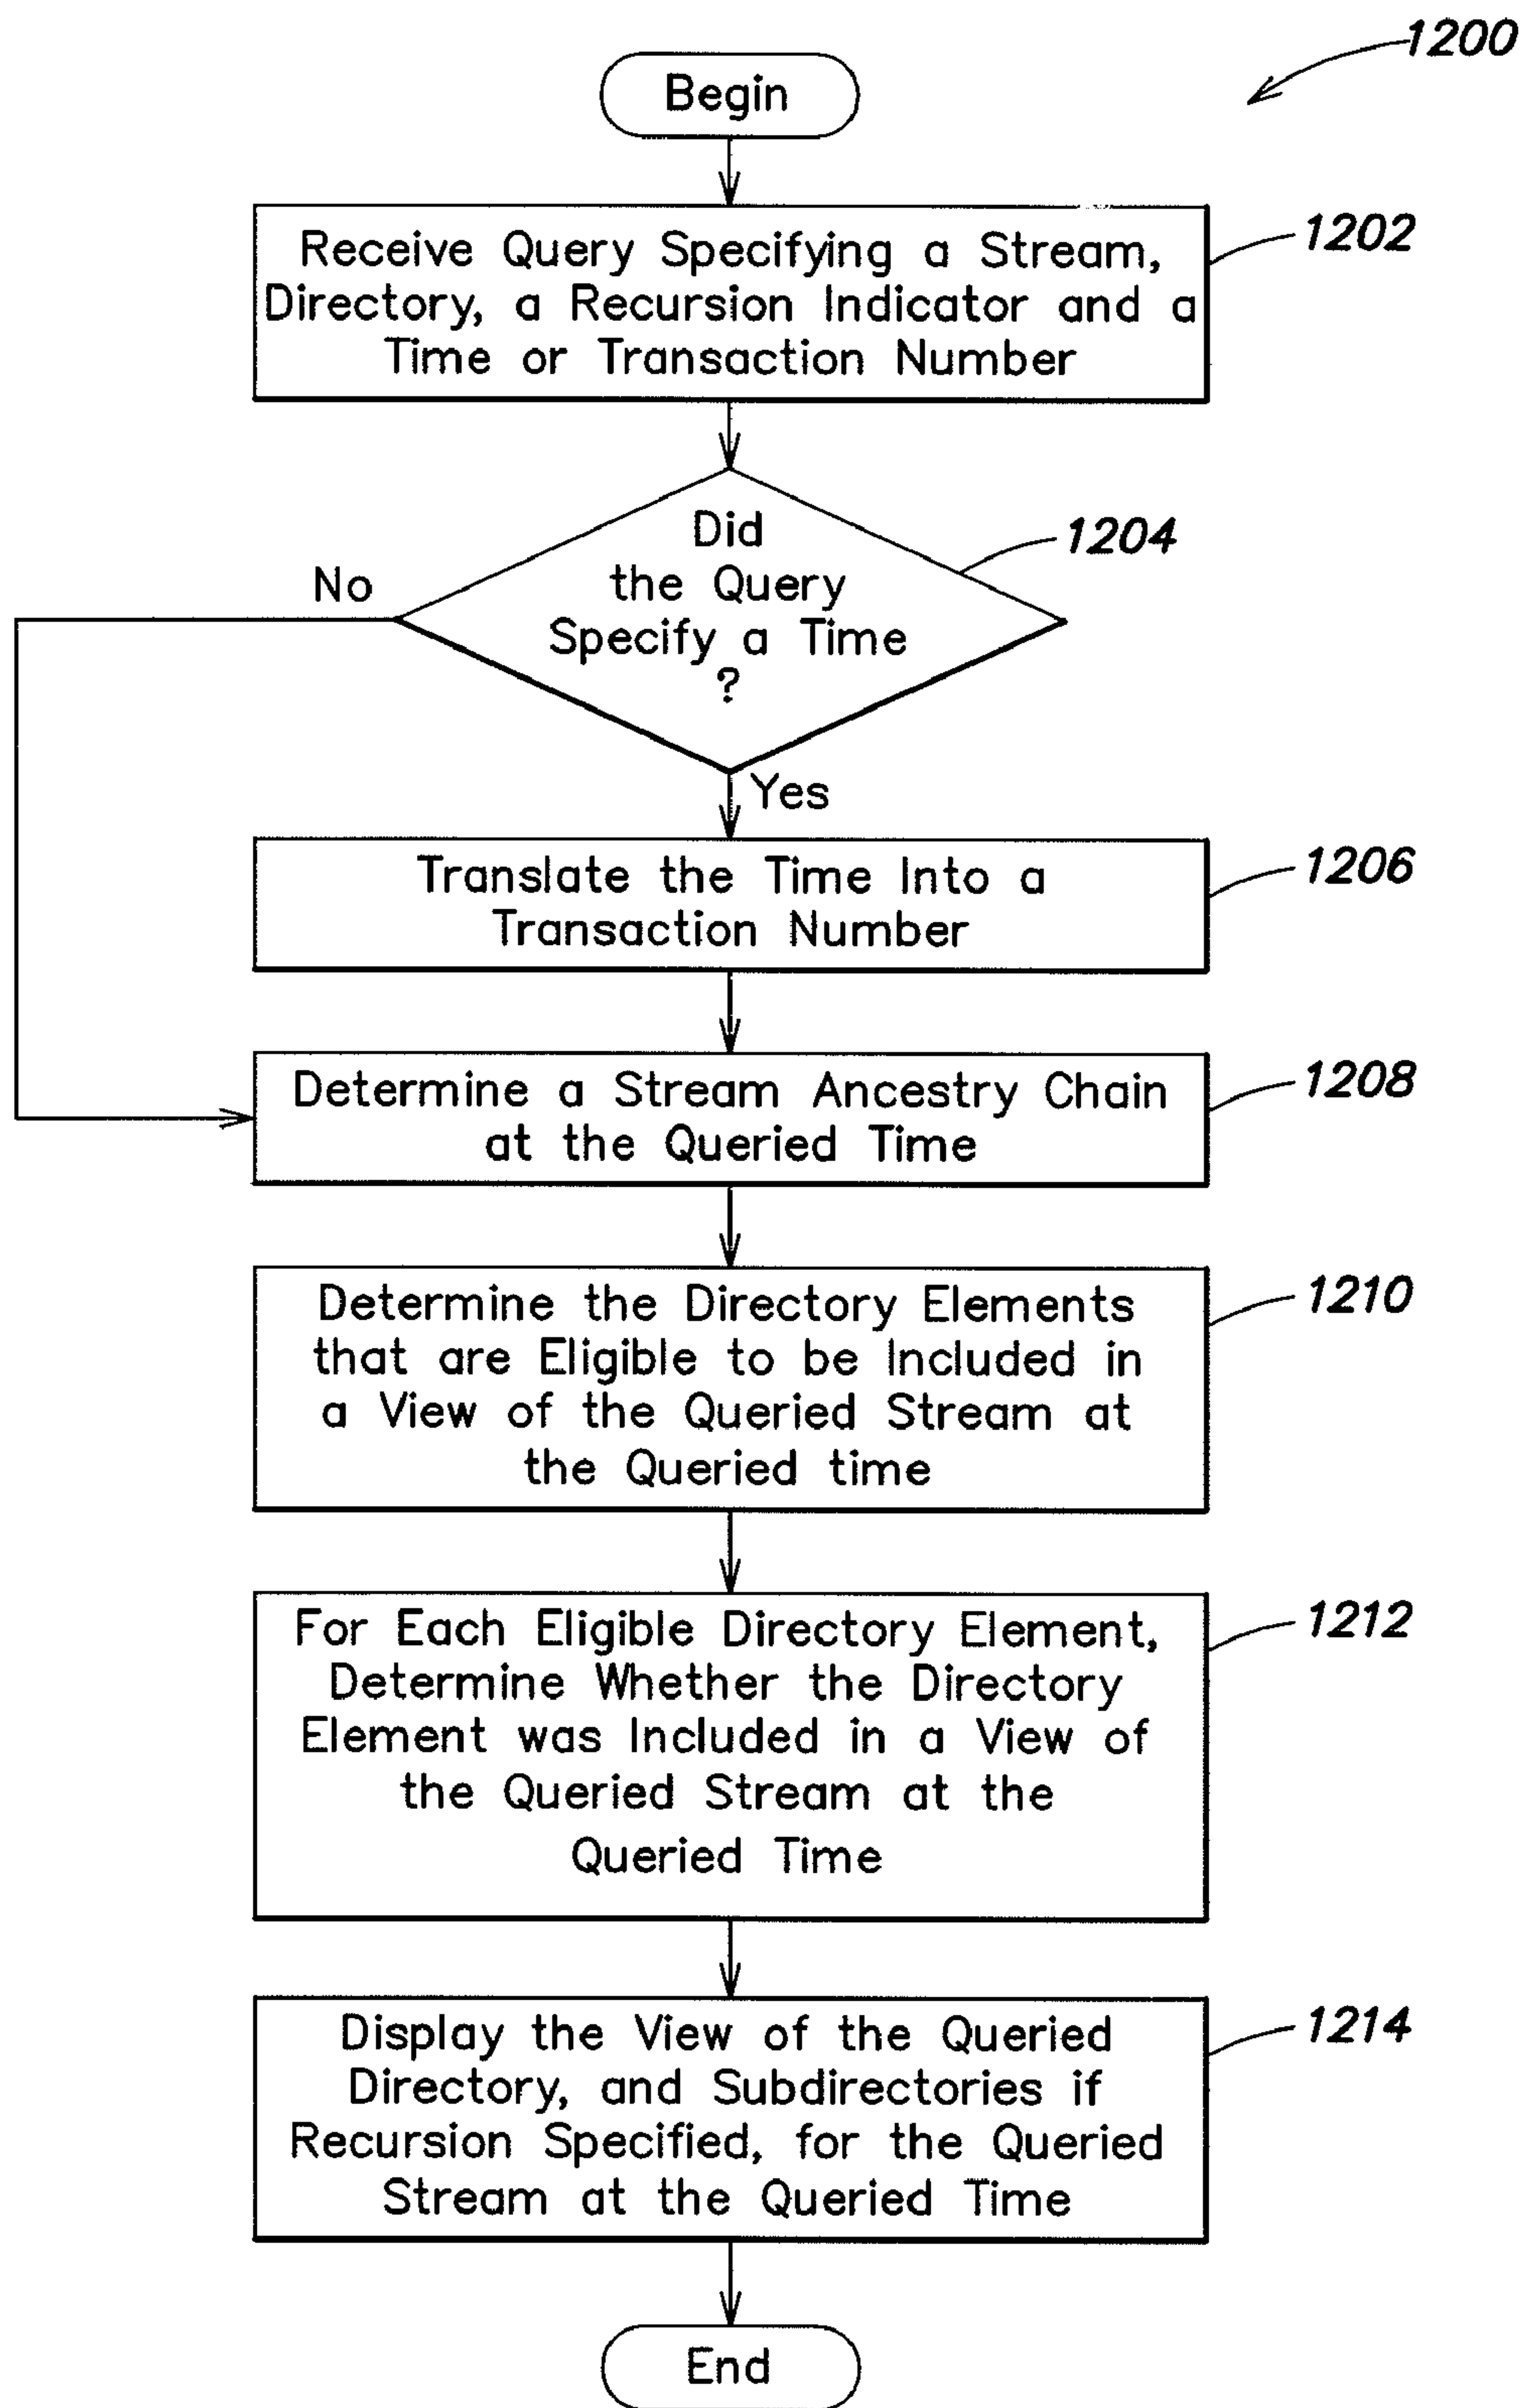 1200
Begin
Receive Query Specifying a Stream,
Directory, a Recursion Indicator and a
Time or Transaction Number
1202
Did
the Query
Specify a Time
?
1204
No
Yes
Translate the Time Into a
Transaction Number
1206
Determine a Stream Ancestry Chain
at the Queried Time
1208
Determine the Directory Elements
that are Eligible to be Included in
a View of the Queried Stream at
the Queried time
1210
For Each Eligible Directory Element,
Determine Whether the Directory
Element was Included in a View of
the Queried Stream at the
Queried Time
1212
Display the View of the Queried
Directory, and Subdirectories if
Recursion Specified, for the Queried
Stream at the Queried Time
1214
End